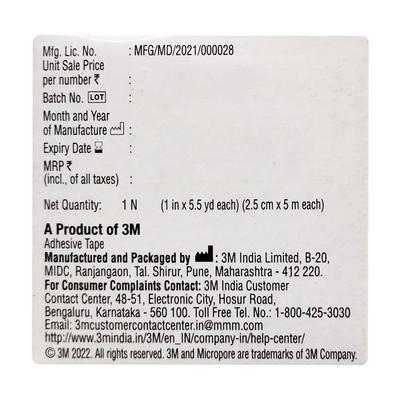 Mfg. Lic. No. : MFG/MD/2021/000028
Unit Sale Price
per number ₹ :
Batch No. LOT :
Month and Year
of Manufacture :
Expiry Date :
MRP ₹
(incl., of all taxes) :
Net Quantity: 1 N (1 in x 5.5 yd each) (2.5 cm x 5 m each)
A Product of 3M
Adhesive Tape
Manufactured and Packaged by : 3M India Limited, B-20,
MIDC, Ranjangaon, Tal. Shirur, Pune, Maharashtra - 412 220.
For Consumer Complaints Contact: 3M India Customer
Contact Center, 48-51, Electronic City, Hosur Road,
Bengaluru, Karnataka - 560 100. Toll Free Tel No.: 1-800-425-3030
Email: 3mcustomercontactcenter.in@mmm.com
http://www.3mindia.in/3M/en_IN/company-in/help-center/
© 3M 2022. All rights reserved. 3M and Micropore are trademarks of 3M Company.